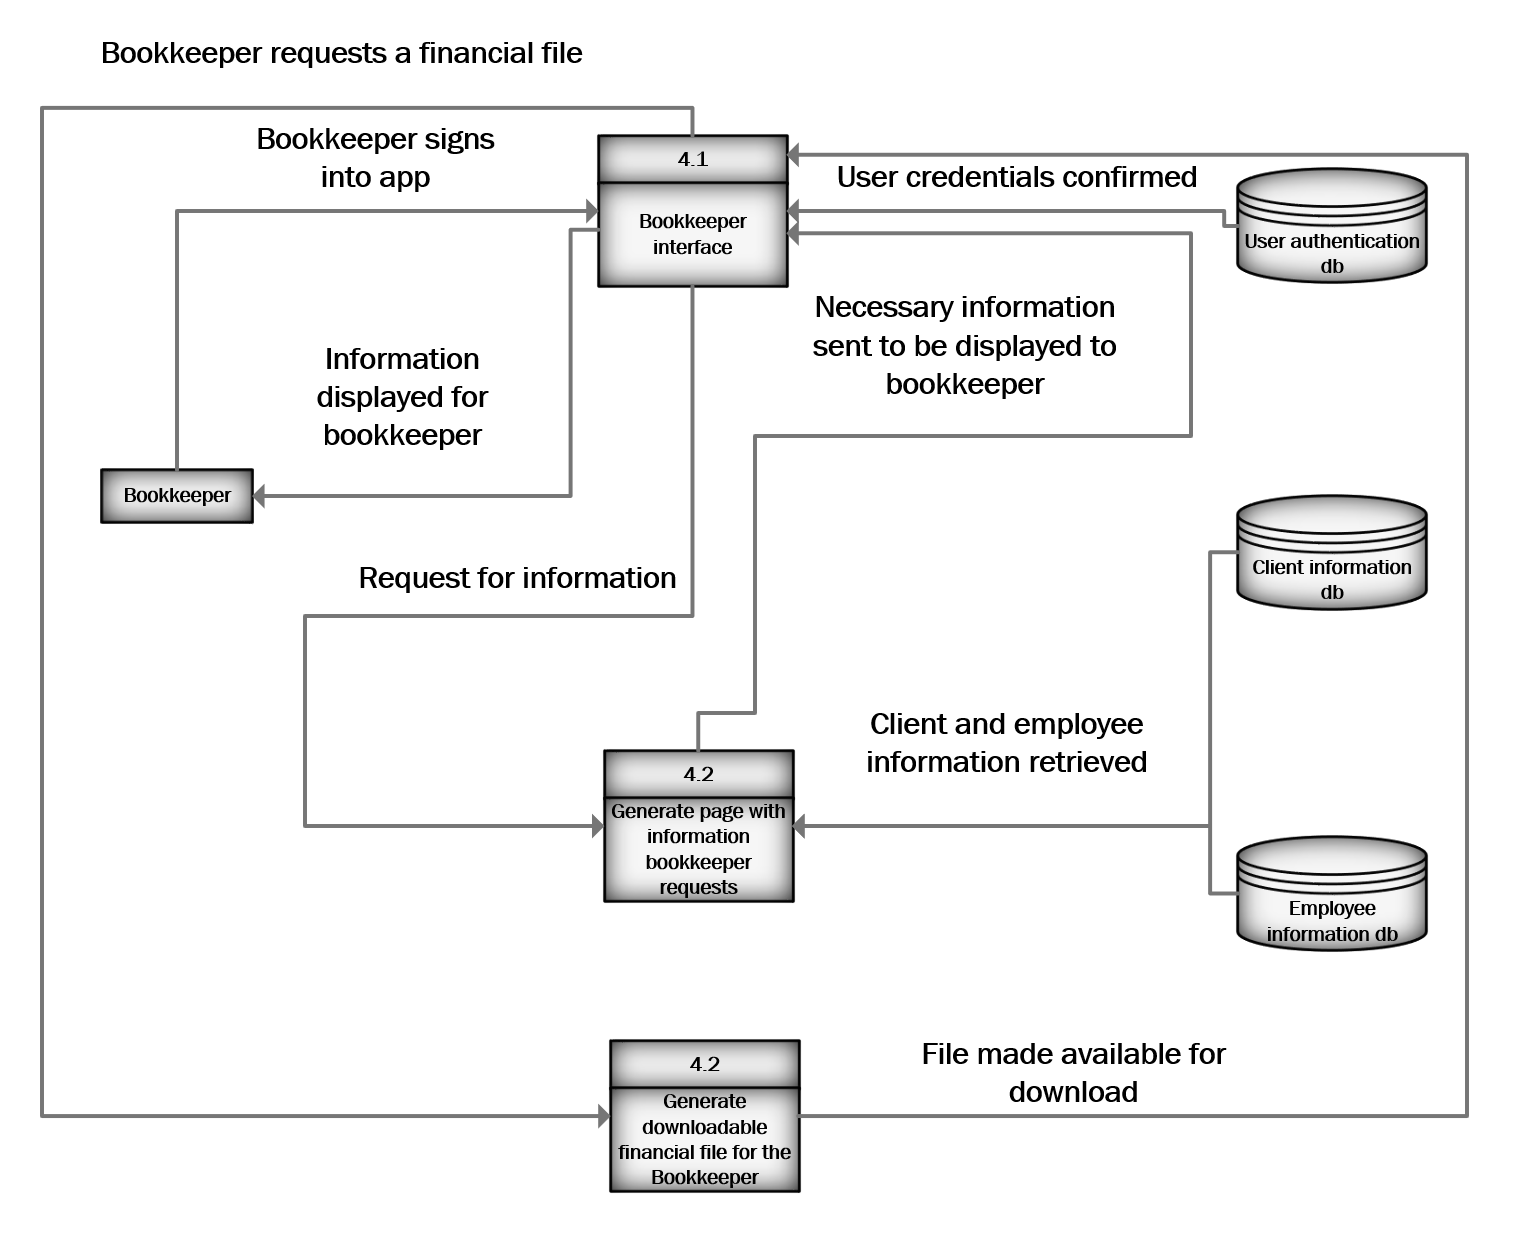 Bookkeeper requests a financial file
Bookkeeper signs
into app
4.1
Bookkeeper
interface
User credentials confirmed
User authentication
db
Necessary information
sent to be displayed to
bookkeeper
Information
displayed for
bookkeeper
Bookkeeper
Request for information
Client information
db
Client and employee
information retrieved
4.2
Generate page with
information
bookkeeper
requests
Employee
information db
4.2
Generate
downloadable
financial file for the
Bookkeeper
File made available for
download